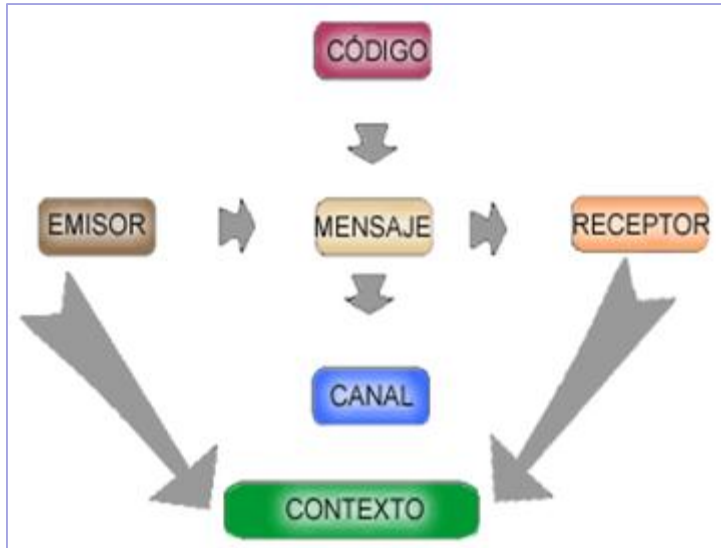 CÓDIGO
EMISOR
MENSAJE
RECEPTOR
CANAL
CONTEXTO